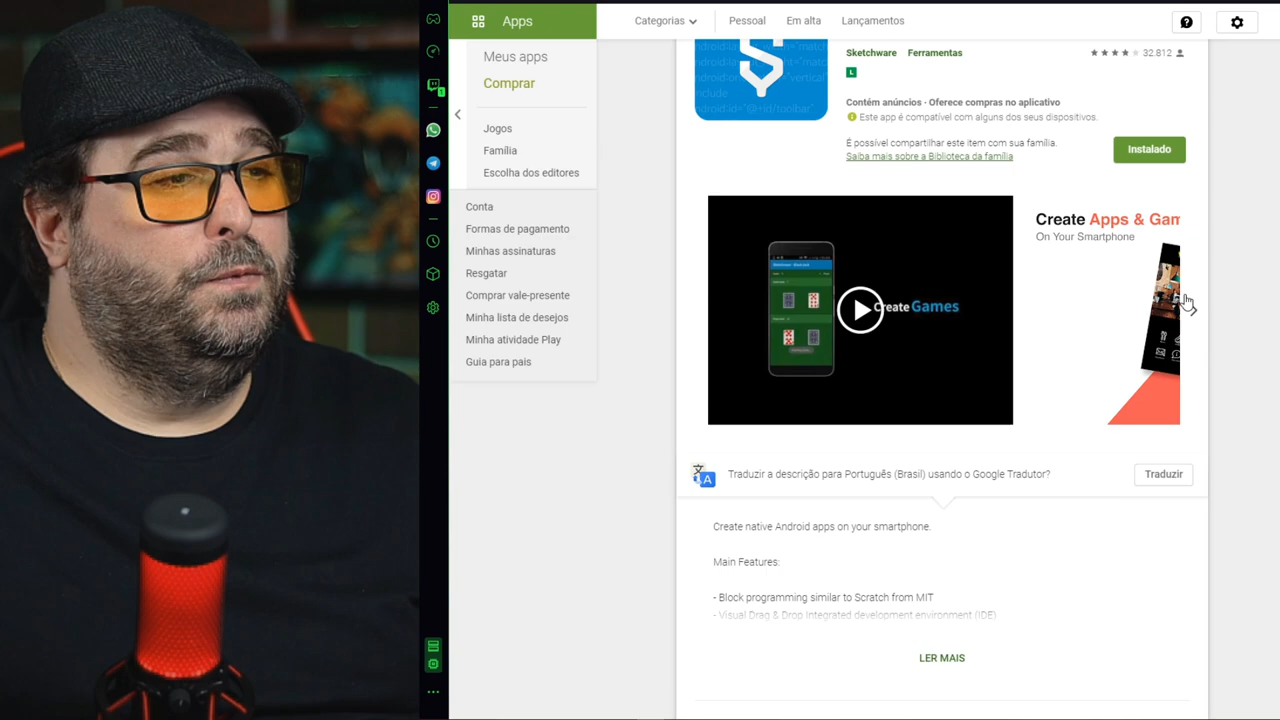 Apps
Categorias
Pessoal
Em alta
Lançamentos
Meus apps
Comprar
Jogos
Família
Escolha dos editores
Conta
Formas de pagamento
Minhas assinaturas
Resgatar
Comprar vale-presente
Minha lista de desejos
Minha atividade Play
Guia para pais
Sketchware Ferramentas
32.812
L
Contém anúncios · Oferece compras no aplicativo
Este app é compatível com alguns dos seus dispositivos.
É possível compartilhar este item com sua família.
Saiba mais sobre a Biblioteca da família
Instalado
Create Games
Create Apps & Gam
On Your Smartphone
Traduzir a descrição para Português (Brasil) usando o Google Tradutor?
Traduzir
Create native Android apps on your smartphone.
Main Features:
- Block programming similar to Scratch from MIT
- Visual Drag & Drop Integrated development environment (IDE)
LER MAIS